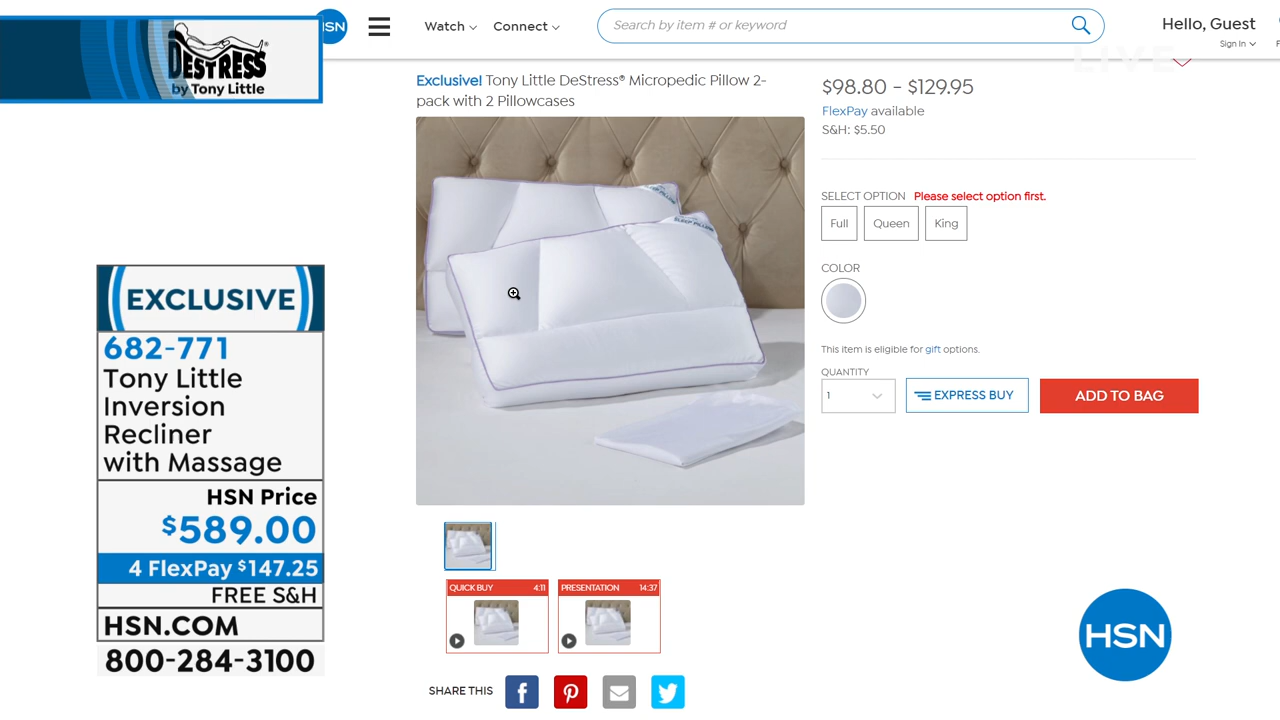 DESTRESS®
by Tony Little
HSN
Watch
Connect
Search by item # or keyword
Hello, Guest
Sign In
LIVE
Exclusive! Tony Little DeStress® Micropedic Pillow 2-
pack with 2 Pillowcases
$98.80 - $129.95
FlexPay available
S&H: $5.50
SELECT OPTION Please select option first.
Full
Queen
King
COLOR
This item is eligible for gift options.
QUANTITY
1
EXPRESS BUY
ADD TO BAG
SLEEP PILLOW
EXCLUSIVE
682-771
Tony Little
Inversion
Recliner
with Massage
HSN Price
$589.00
4 FlexPay $147.25
FREE S&H
HSN.COM
800-284-3100
QUICK BUY 4:11
PRESENTATION 14:37
SHARE THIS
HSN